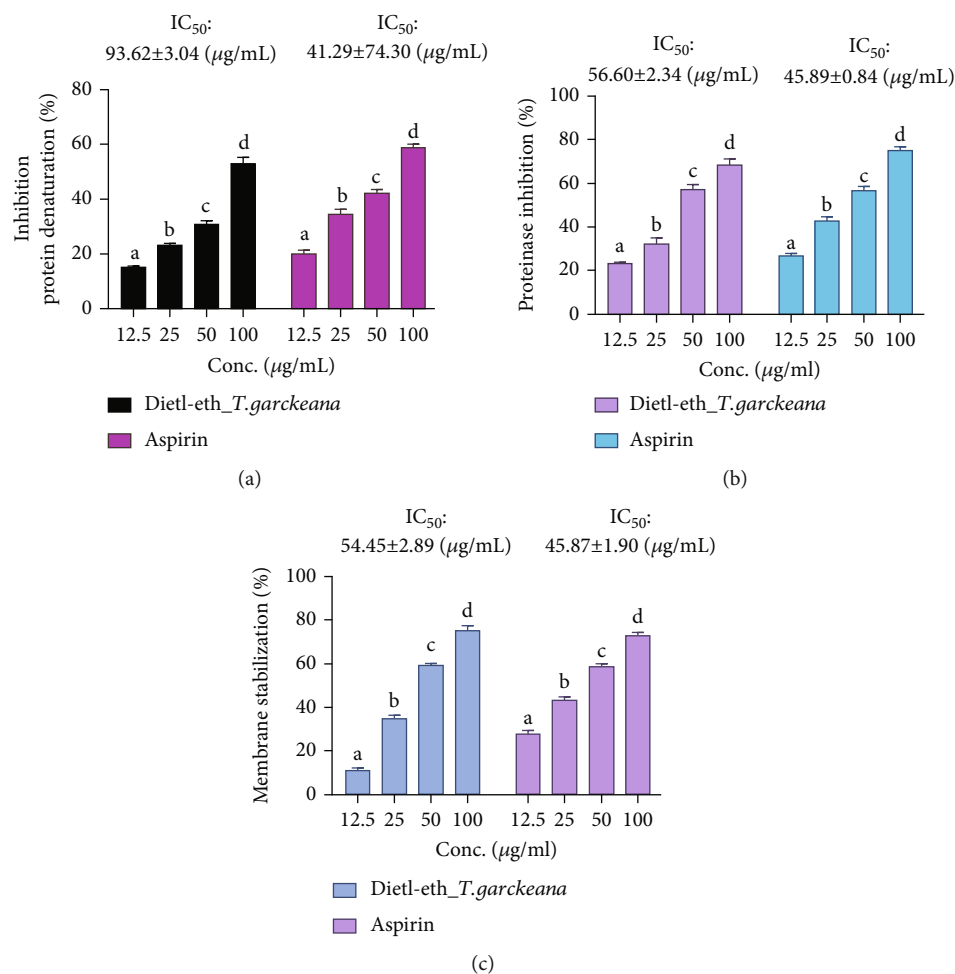 IC50: IC50:
93.62±3.04 (μg/mL) 41.29±74.30 (μg/mL)
Inhibition
protein denaturation (%)
80
60
40
20
0
a b c d a b c d
12.5 25 50 100 12.5 25 50 100
Conc. (μg/mL)
Dietl-eth_T.garckeana
Aspirin
(a)
IC50: IC50:
56.60±2.34 (μg/mL) 45.89±0.84 (μg/mL)
Proteinase inhibition (%)
100
80
60
40
20
0
a b c d a b c d
12.5 25 50 100 12.5 25 50 100
Conc. (μg/ml)
Dietl-eth_T.garckeana
Aspirin
(b)
IC50: IC50:
54.45±2.89 (μg/mL) 45.87±1.90 (μg/mL)
Membrane stabilization (%)
100
80
60
40
20
0
a b c d a b c d
12.5 25 50 100 12.5 25 50 100
Conc. (μg/ml)
Dietl-eth_T.garckeana
Aspirin
(c)